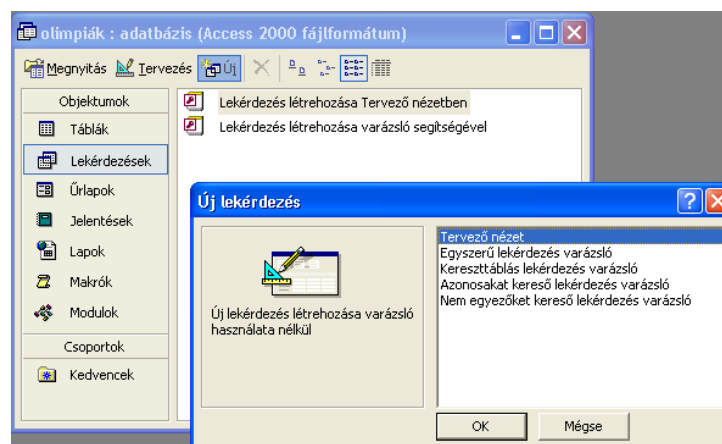 olimpiák : adatbázis (Access 2000 fájlformátum)
Megnyitás Tervezés Új
Objektumok
Táblák
Lekérdezések
Űrlapok
Jelentések
Lapok
Makrók
Modulok
Csoportok
Kedvencek
Lekérdezés létrehozása Tervező nézetben
Lekérdezés létrehozása varázsló segítségével
Új lekérdezés
Új lekérdezés létrehozása varázsló
használata nélkül
Tervező nézet
Egyszerű lekérdezés varázsló
Kereszttáblás lekérdezés varázsló
Azonosakat kereső lekérdezés varázsló
Nem egyezőket kereső lekérdezés varázsló
OK
Mégse